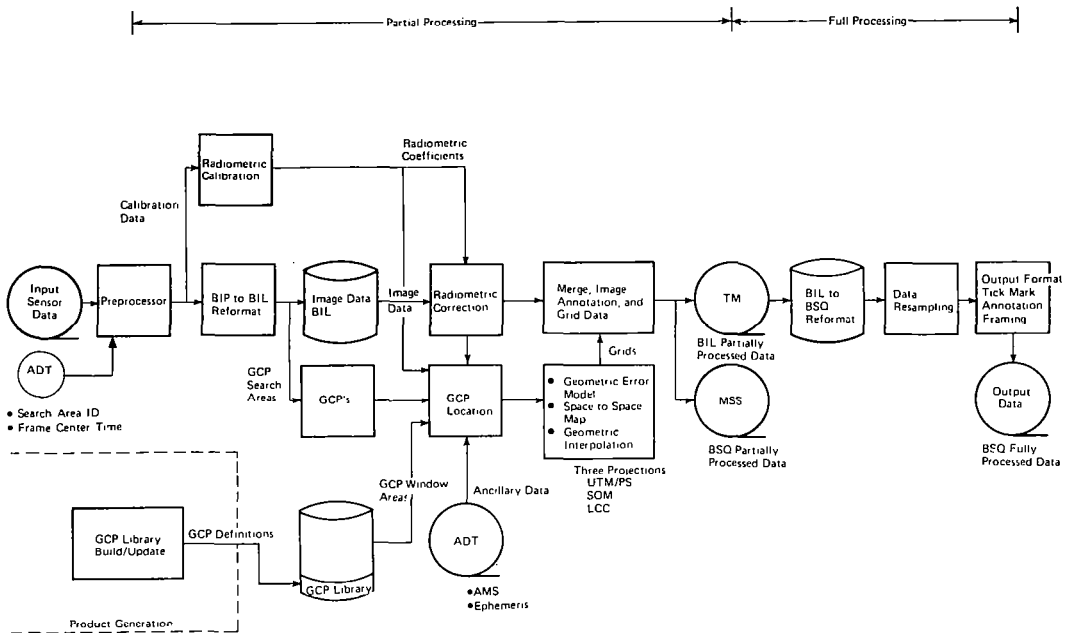 Partial Processing
Full Processing
Radiometric
Calibration
Radiometric
Coefficients
Calibration
Data
Input
Sensor
Data
Preprocessor
BIP to BIL
Reformat
Image Data
BIL
Image
Data
Radiometric
Correction
Merge, Image
Annotation, and
Grid Data
TM
BIL Partially
Processed Data
BIL to
BSQ
Reformat
Data
Resampling
Output Format
Tick Mark
Annotation
Framing
ADT
• Search Area ID
• Frame Center Time
GCP
Search
Areas
GCP's
GCP
Location
Grids
• Geometric Error
Model
• Space to Space
Map
• Geometric
Interpolation
MSS
BSQ Partially
Processed Data
Output
Data
BSQ Fully
Processed Data
Three Projections
UTM/PS
SOM
LCC
GCP Window
Areas
Ancillary Data
GCP Library
Build/Update
GCP Definitions
GCP Library
ADT
• AMS
• Ephemeris
Product Generation